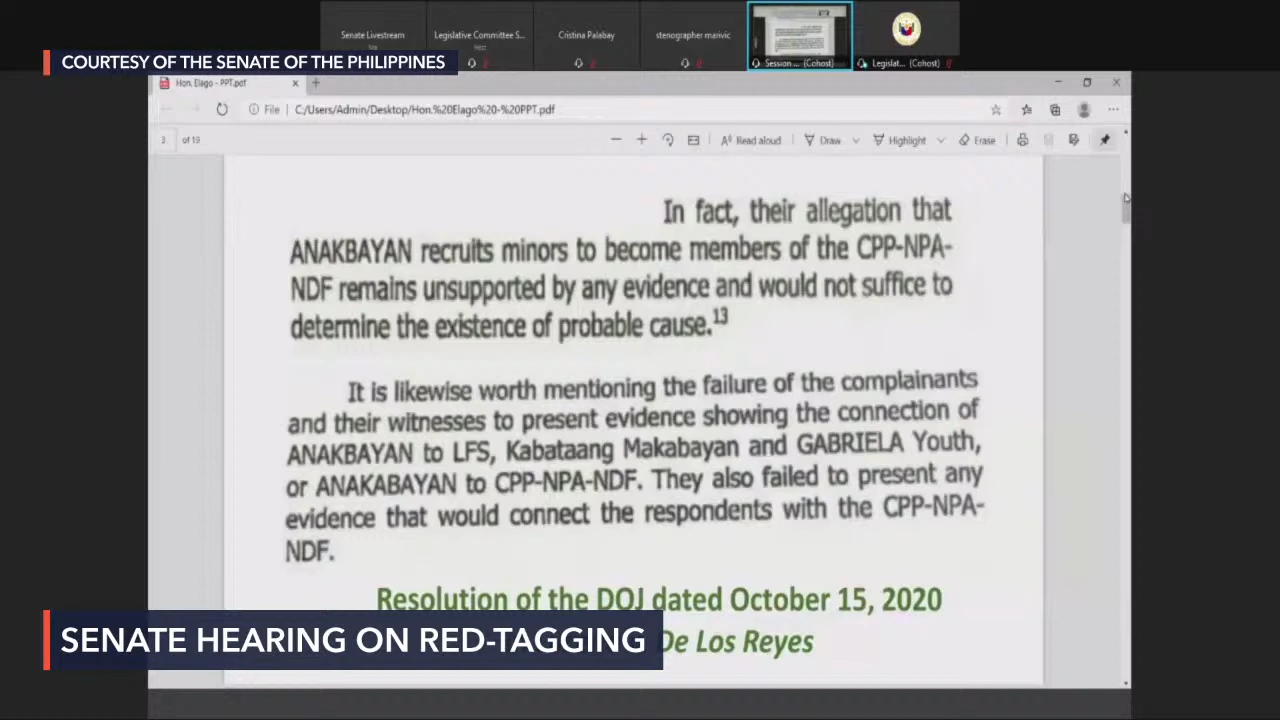 Senate Livestream
Legislative Committee S...
Cristina Palabay
stenographer marivic
Session ... (Cohost)
Legislat... (Cohost)
COURTESY OF THE SENATE OF THE PHILIPPINES
Hon. Elago - PPT.pdf
File
C:/Users/Admin/Desktop/Hon.%20Elago%20-%20PPT.pdf
3 of 19
Read aloud
Draw
Highlight
Erase
In fact, their allegation that
ANAKBAYAN recruits minors to become members of the CPP-NPA-
NDF remains unsupported by any evidence and would not suffice to
determine the existence of probable cause.13
It is likewise worth mentioning the failure of the complainants
and their witnesses to present evidence showing the connection of
ANAKBAYAN to LFS, Kabataang Makabayan and GABRIELA Youth,
or ANAKABAYAN to CPP-NPA-NDF. They also failed to present any
evidence that would connect the respondents with the CPP-NPA-
NDF.
Resolution of the DOJ dated October 15, 2020
De Los Reyes
SENATE HEARING ON RED-TAGGING